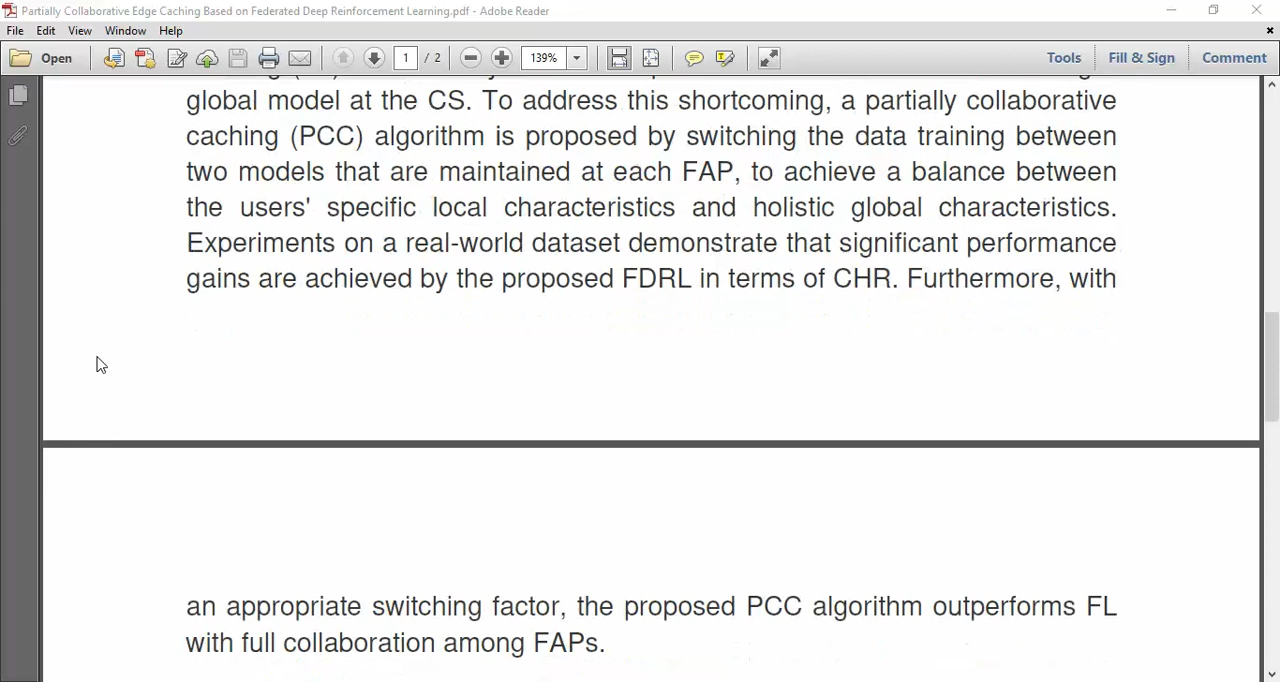 Partially Collaborative Edge Caching Based on Federated Deep Reinforcement Learning.pdf - Adobe Reader
File Edit View Window Help
Open 1 / 2 139% Tools Fill & Sign Comment
global model at the CS. To address this shortcoming, a partially collaborative
caching (PCC) algorithm is proposed by switching the data training between
two models that are maintained at each FAP, to achieve a balance between
the users' specific local characteristics and holistic global characteristics.
Experiments on a real-world dataset demonstrate that significant performance
gains are achieved by the proposed FDRL in terms of CHR. Furthermore, with
an appropriate switching factor, the proposed PCC algorithm outperforms FL
with full collaboration among FAPs.